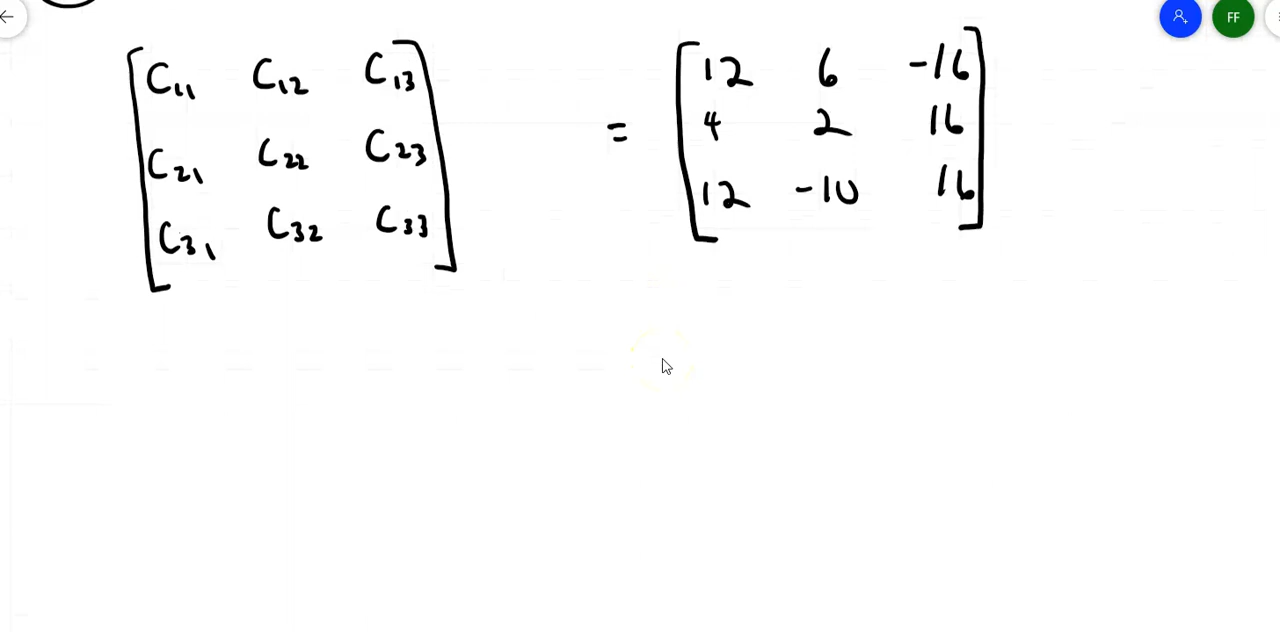 FF
[C₁₁ C₁₂ C₁₃] = [12 6 -16]
[C₂₁ C₂₂ C₂₃] [4 2 16]
[C₃₁ C₃₂ C₃₃] [12 -10 16]